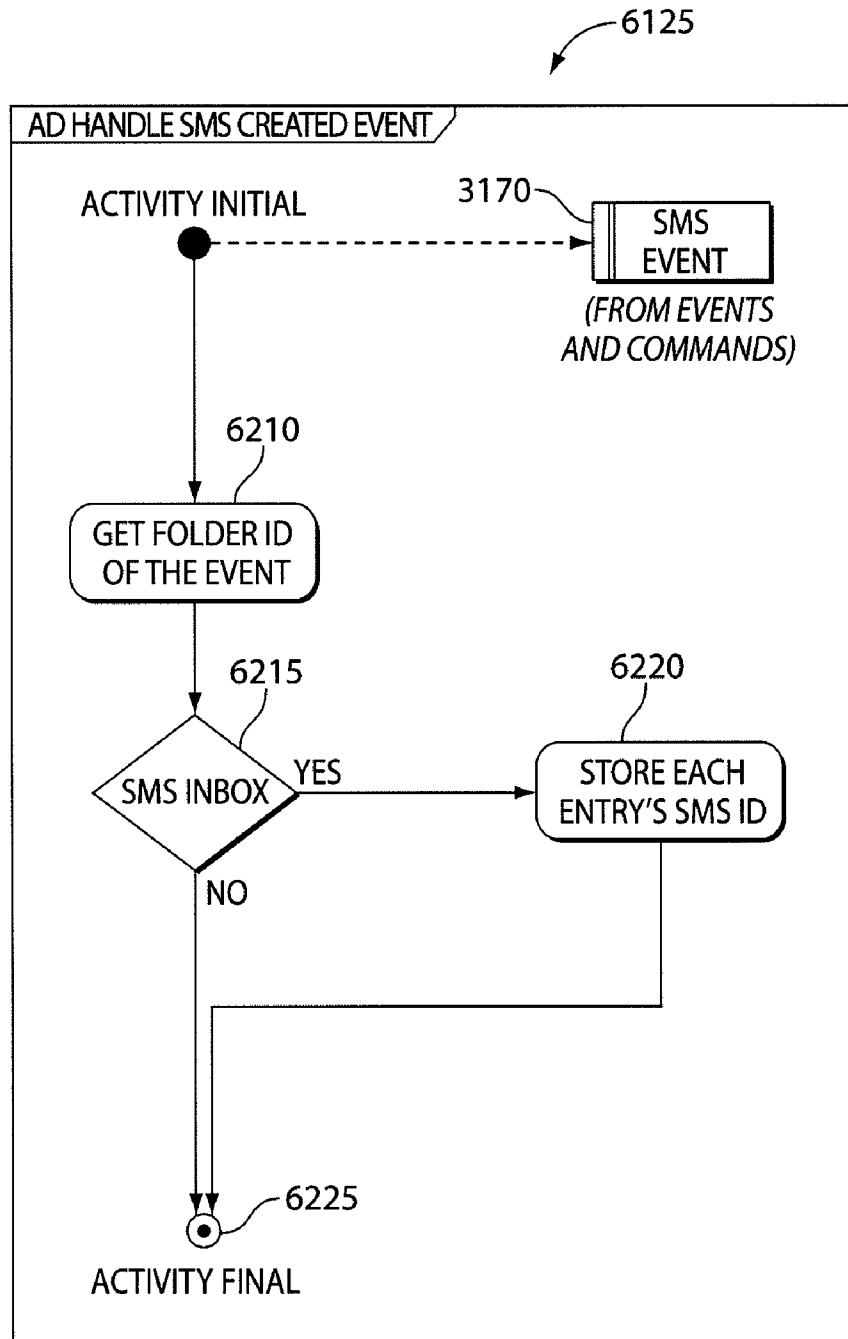 6125
AD HANDLE SMS CREATED EVENT
ACTIVITY INITIAL
3170
SMS
EVENT
(FROM EVENTS
AND COMMANDS)
6210
GET FOLDER ID
OF THE EVENT
6215
SMS INBOX
YES
NO
6220
STORE EACH
ENTRY'S SMS ID
6225
ACTIVITY FINAL